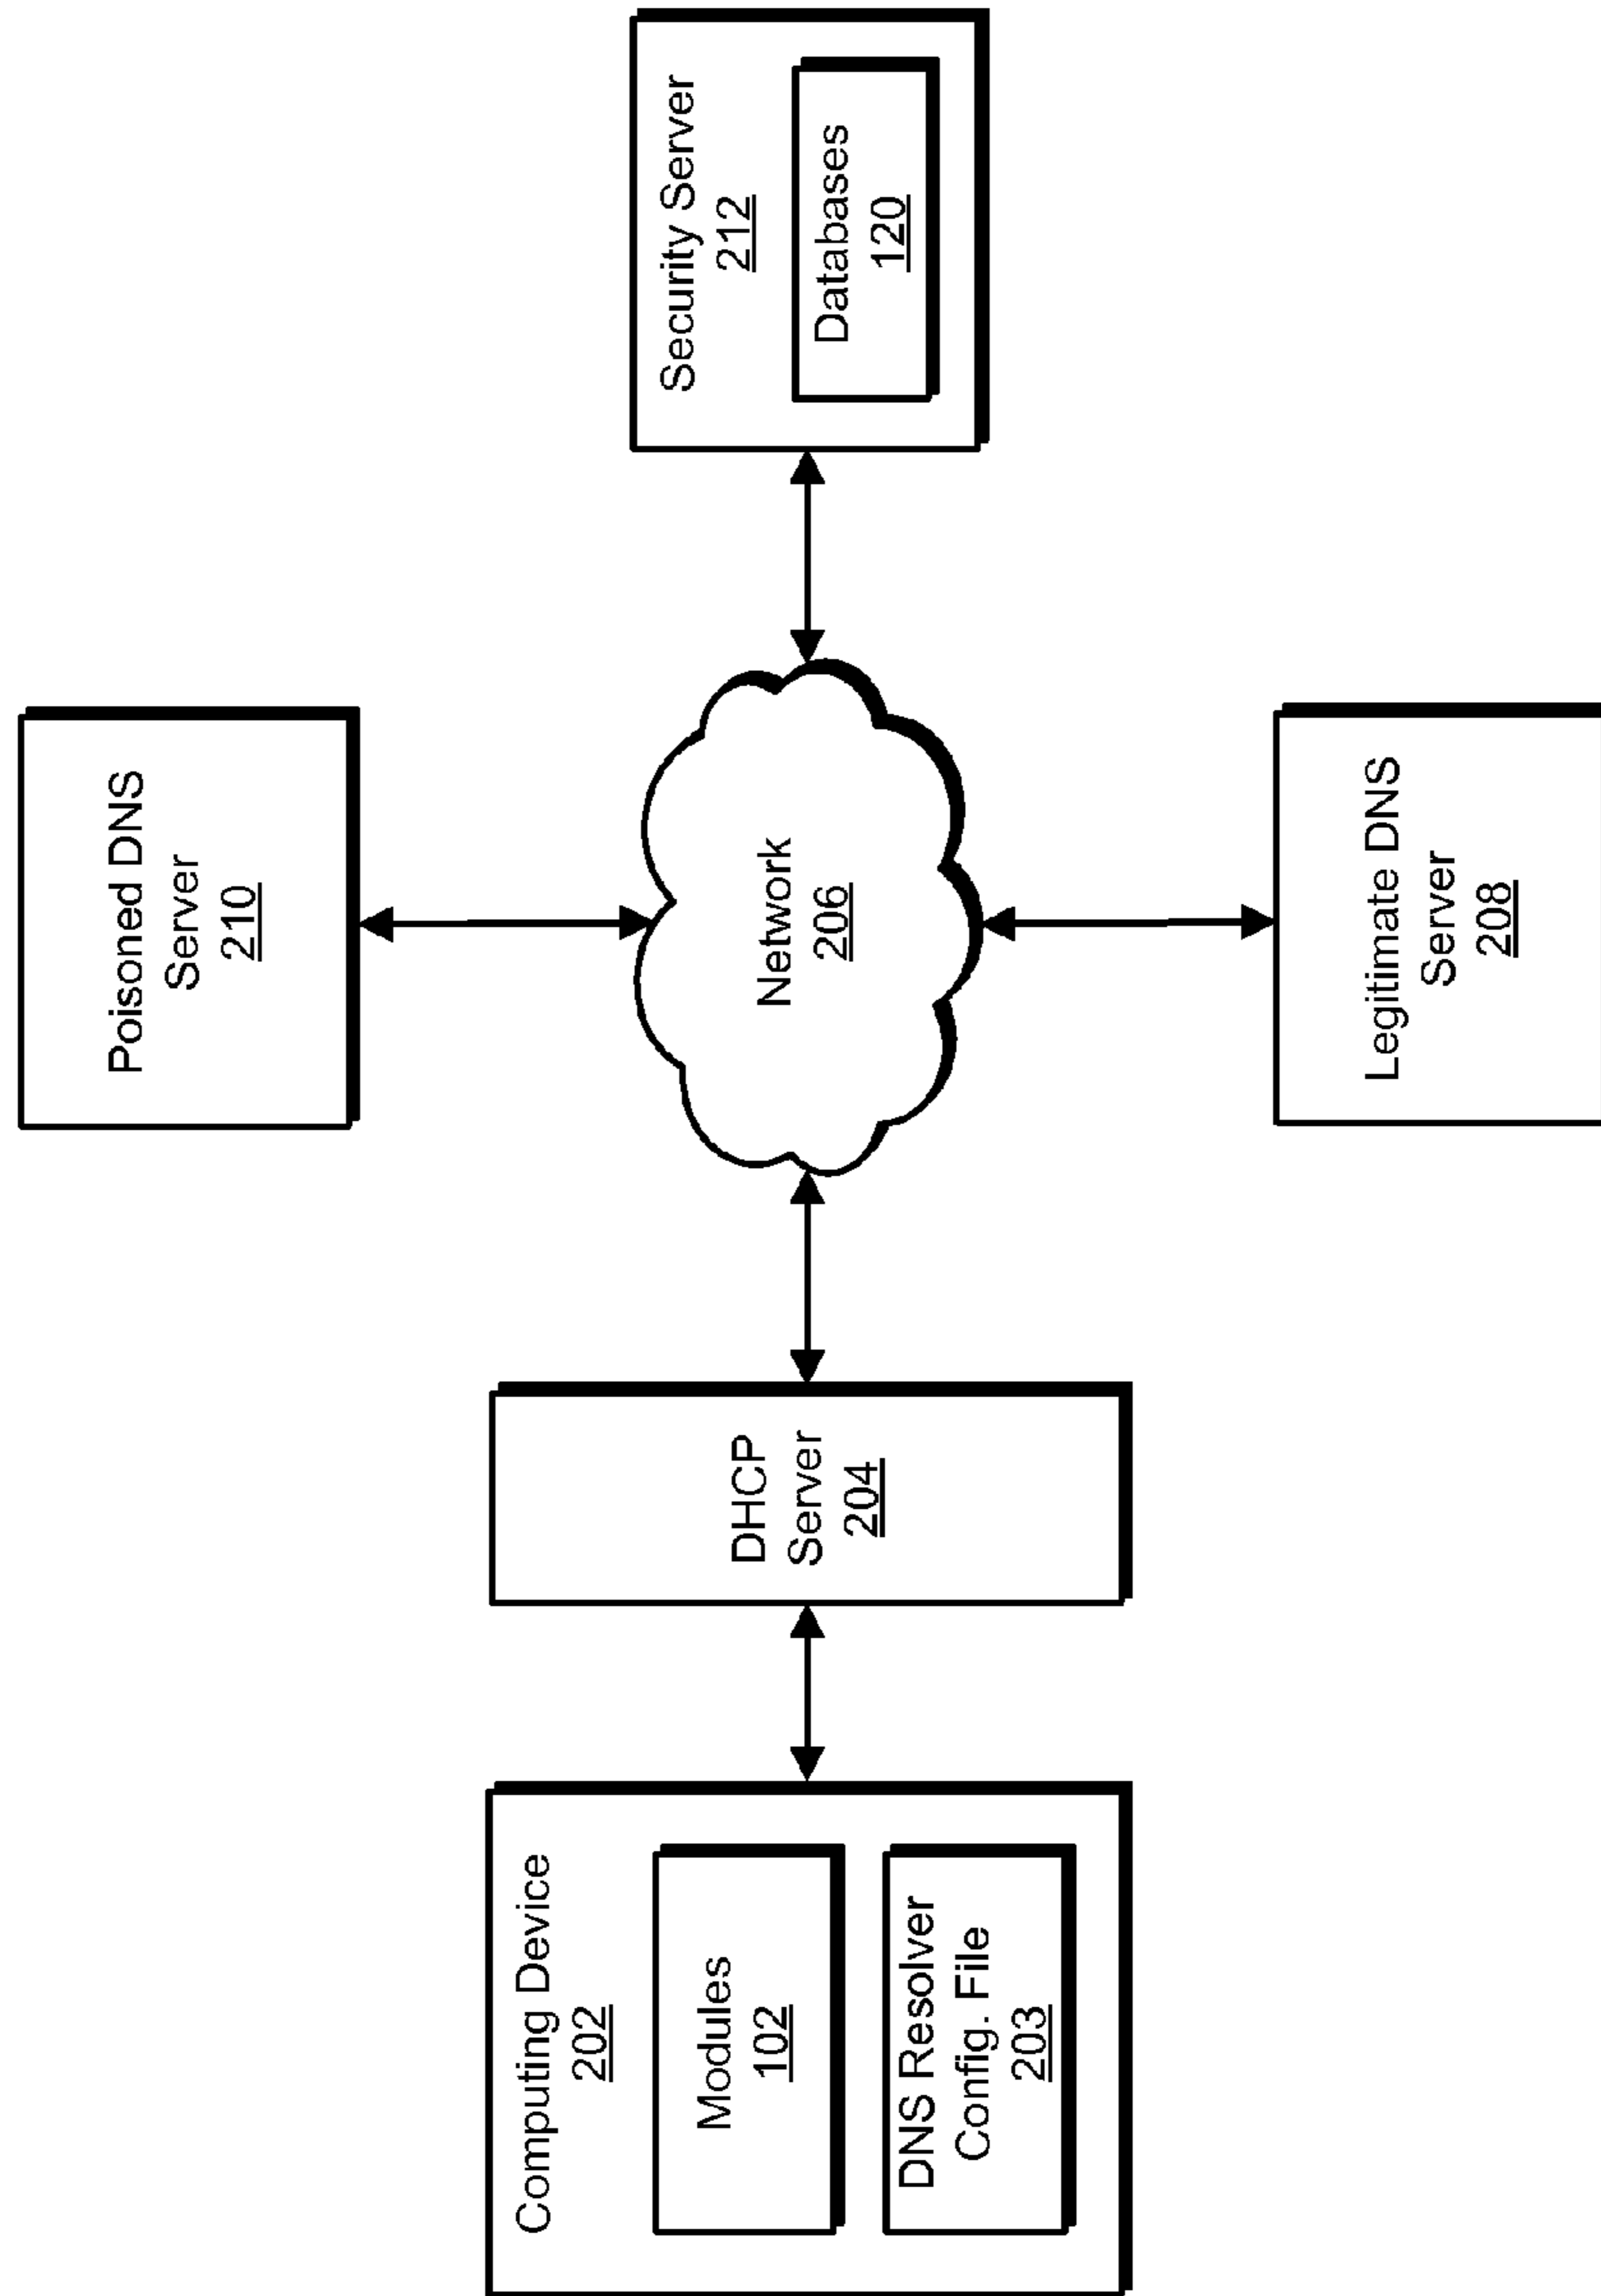 Computing Device
202
Modules
102
DNS Resolver
Config. File
203
DHCP
Server
204
Poisoned DNS
Server
210
Network
206
Legitimate DNS
Server
208
Security Server
212
Databases
120